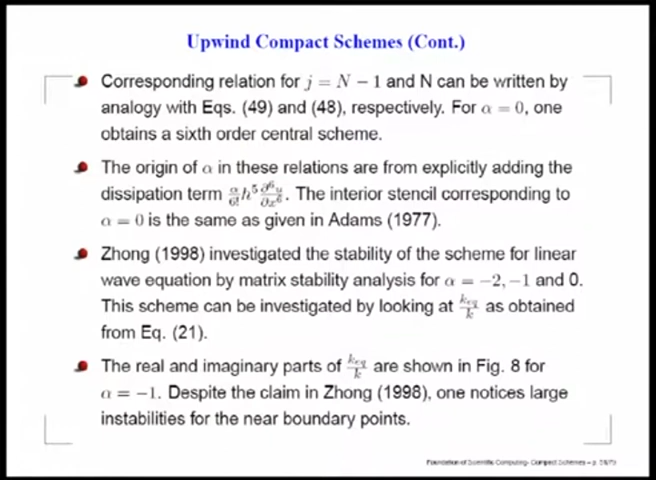 Upwind Compact Schemes (Cont.)
Corresponding relation for j = N − 1 and N can be written by
analogy with Eqs. (49) and (48), respectively. For α = 0, one
obtains a sixth order central scheme.
The origin of α in these relations are from explicitly adding the
dissipation term α/6! h⁵ ∂⁶u/∂x⁶. The interior stencil corresponding to
α = 0 is the same as given in Adams (1977).
Zhong (1998) investigated the stability of the scheme for linear
wave equation by matrix stability analysis for α = −2, −1 and 0.
This scheme can be investigated by looking at k_eq/k as obtained
from Eq. (21).
The real and imaginary parts of k_eq/k are shown in Fig. 8 for
α = −1. Despite the claim in Zhong (1998), one notices large
instabilities for the near boundary points.
Foundation of Scientific Computing- Compact Schemes – p.